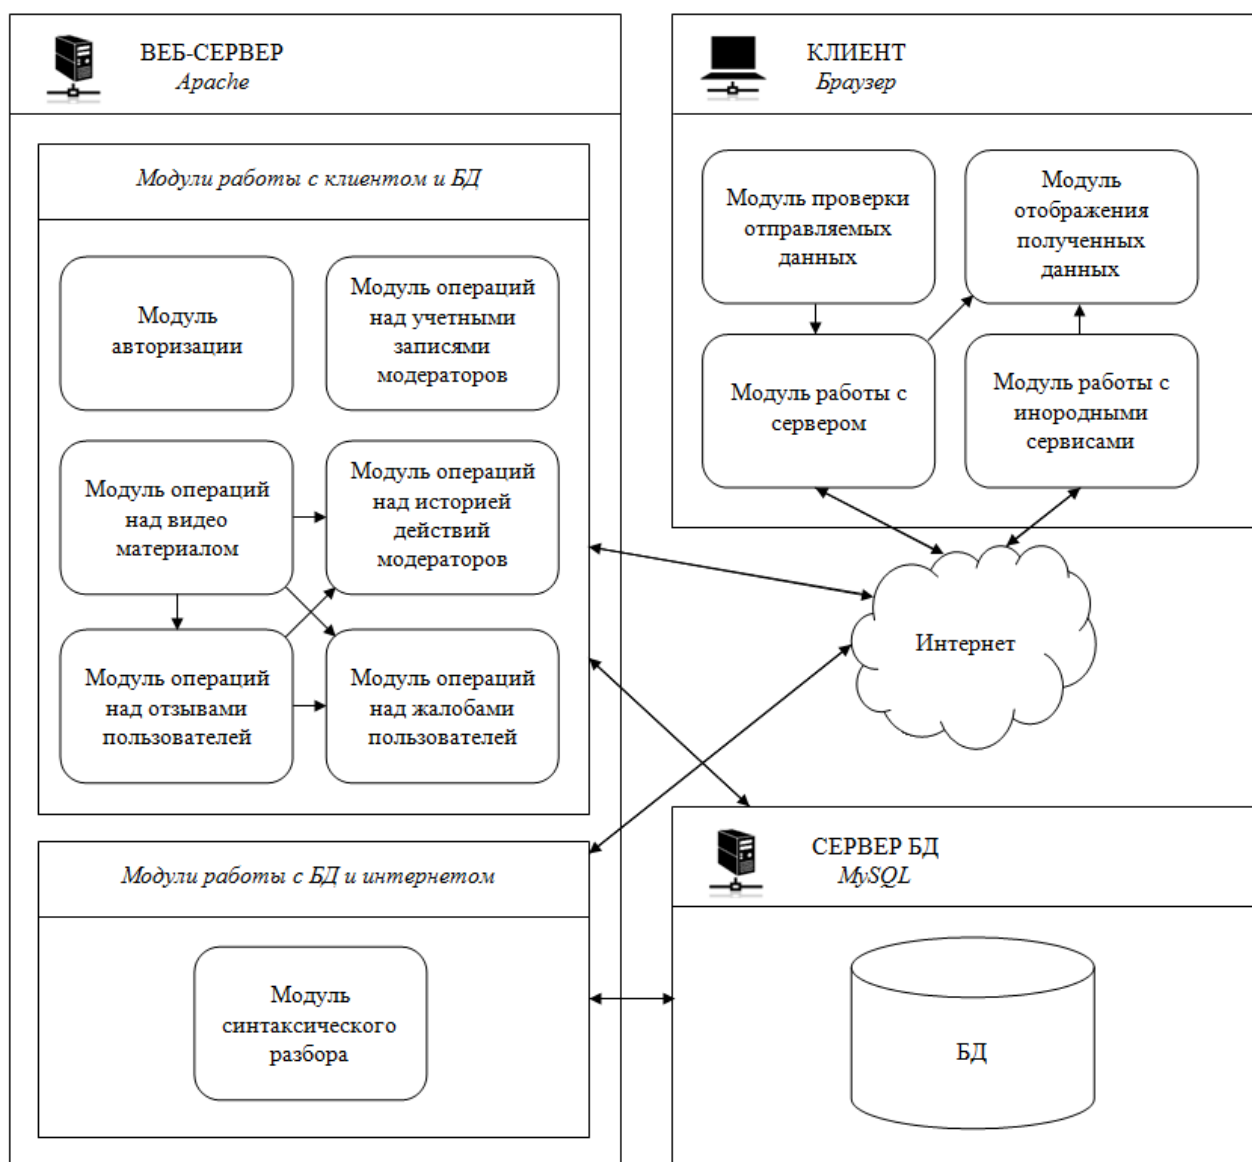 ВЕБ-СЕРВЕР
Apache
Модули работы с клиентом и БД
Модуль
авторизации
Модуль операций
над учетными
записями
модераторов
Модуль операций
над видео
материалом
Модуль операций
над историей
действий
модераторов
Модуль операций
над отзывами
пользователей
Модуль операций
над жалобами
пользователей
Модули работы с БД и интернетом
Модуль
синтаксического
разбора
КЛИЕНТ
Браузер
Модуль проверки
отправляемых
данных
Модуль
отображения
полученных
данных
Модуль работы с
сервером
Модуль работы с
инородными
сервисами
Интернет
СЕРВЕР БД
MySQL
БД